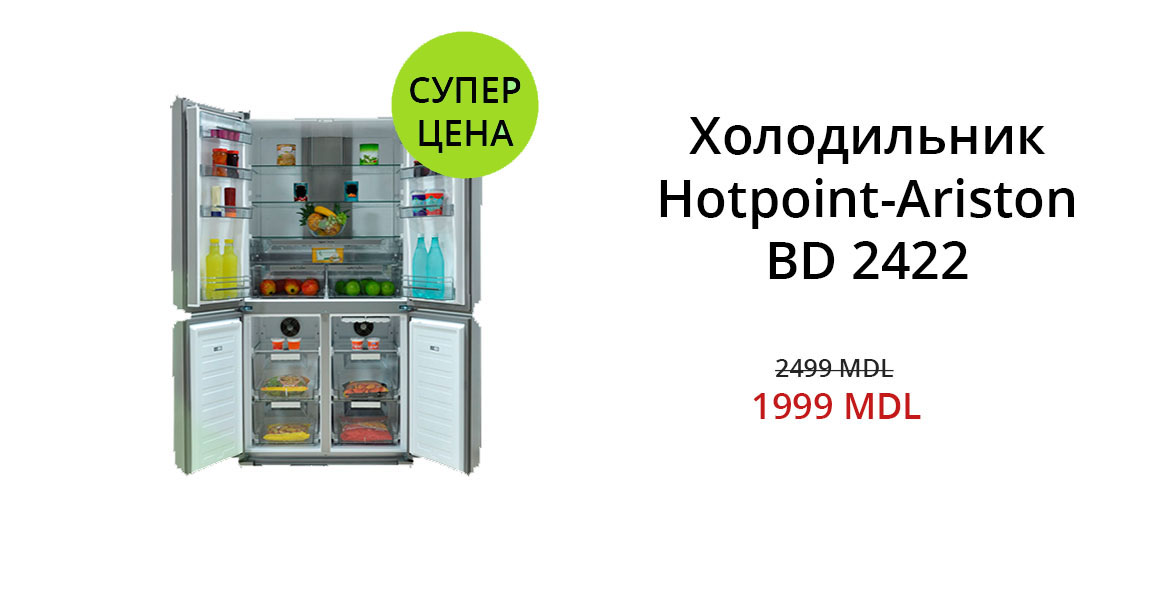 СУПЕР
ЦЕНА
Холодильник
Hotpoint-Ariston
BD 2422
2499 MDL
1999 MDL